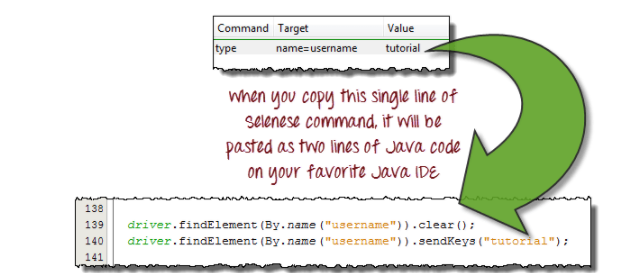 Command Target Value
type name=username tutorial
When you copy this single line of
Selenese command, it will be
pasted as two lines of Java code
on your favorite Java IDE
138
139 driver.findElement(By.name("username")).clear();
140 driver.findElement(By.name("username")).sendKeys("tutorial");
141